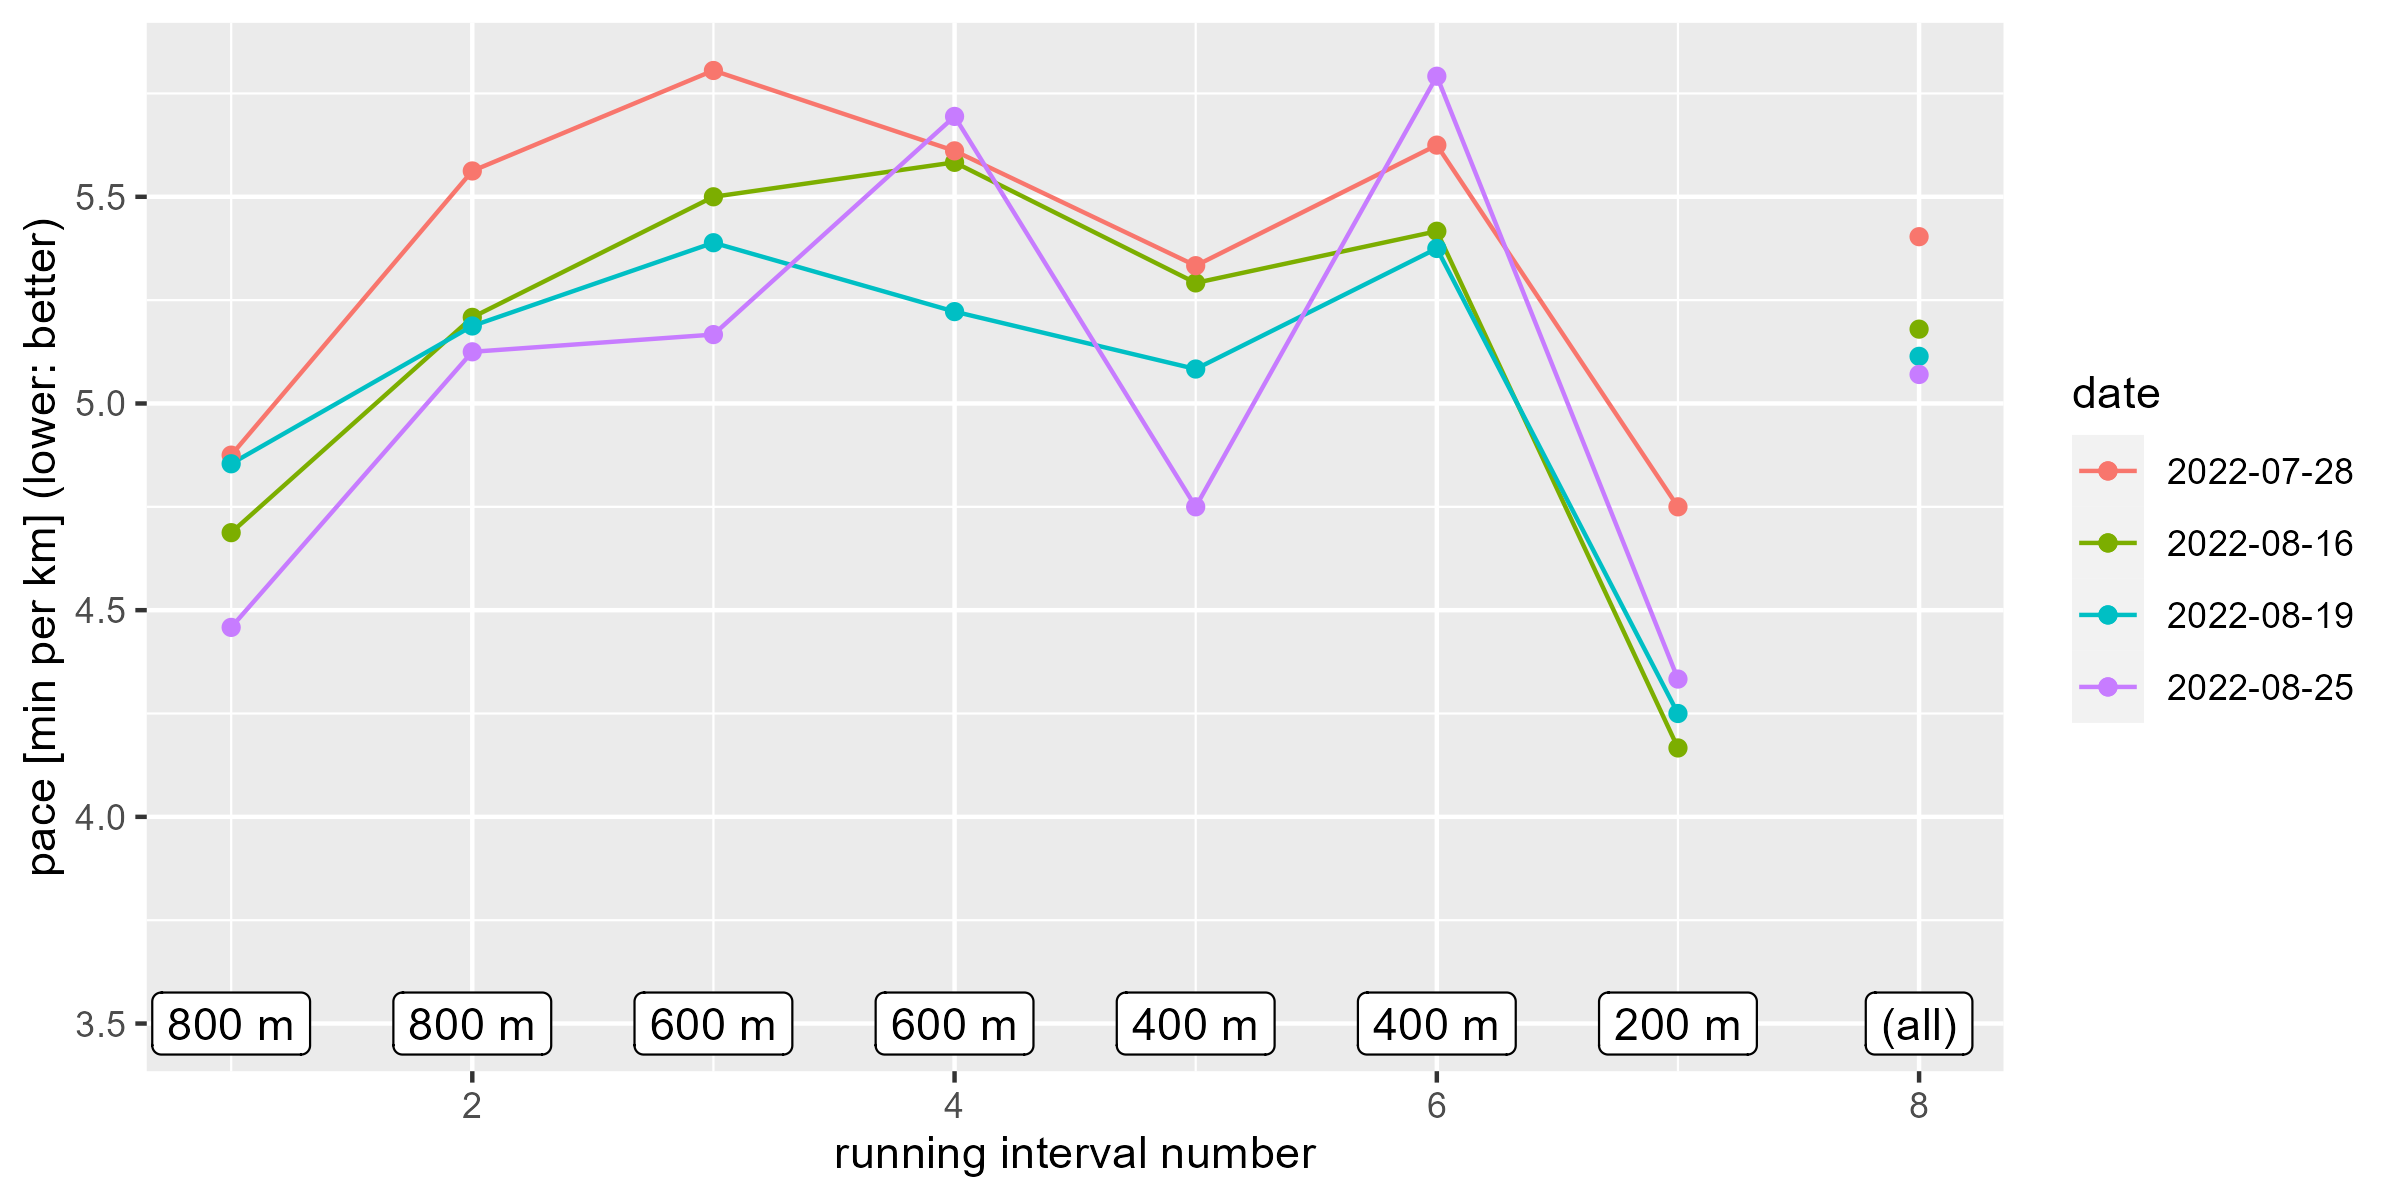 pace [min per km] (lower: better)
5.5
5.0
4.5
4.0
3.5
800 m 800 m 600 m 600 m 400 m 400 m 200 m (all)
2 4 6 8
running interval number
date
2022-07-28
2022-08-16
2022-08-19
2022-08-25